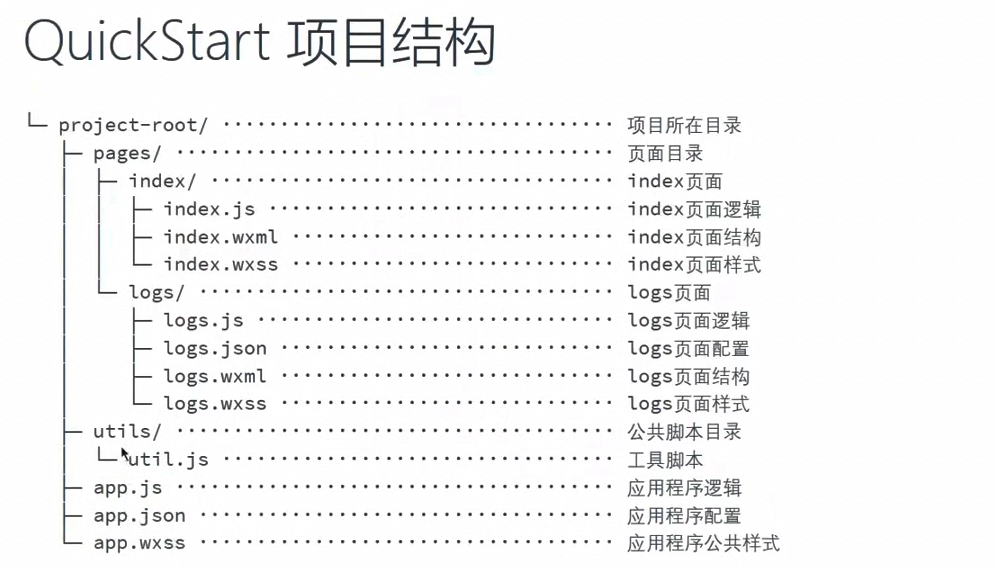 QuickStart 项目结构
└─ project-root/ ·································· 项目所在目录
├─ pages/ ······································ 页面目录
│ ├─ index/ ··································· index页面
│ │ ├─ index.js ······························ index页面逻辑
│ │ ├─ index.wxml ···························· index页面结构
│ │ └─ index.wxss ···························· index页面样式
│ └─ logs/ ···································· logs页面
│ ├─ logs.js ······························· logs页面逻辑
│ ├─ logs.json ····························· logs页面配置
│ ├─ logs.wxml ····························· logs页面结构
│ └─ logs.wxss ····························· logs页面样式
├─ utils/ ······································ 公共脚本目录
│ └─ util.js ·································· 工具脚本
├─ app.js ······································· 应用程序逻辑
├─ app.json ···································· 应用程序配置
└─ app.wxss ···································· 应用程序公共样式